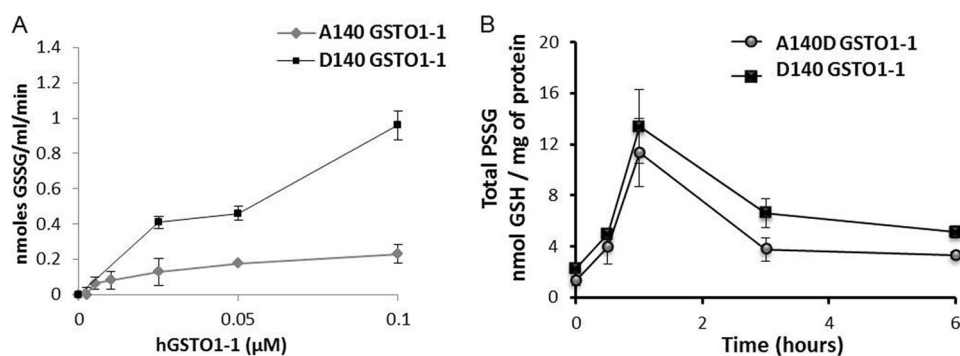 A
A140 GSTO1-1
D140 GSTO1-1
nmoles GSSG/ml/min
1.4
1.2
1
0.8
0.6
0.4
0.2
0
0
0.05
0.1
hGSTO1-1 (μM)
B
A140D GSTO1-1
D140 GSTO1-1
Total PSSG
nmol GSH / mg of protein
20
16
12
8
4
0
0
2
4
6
Time (hours)